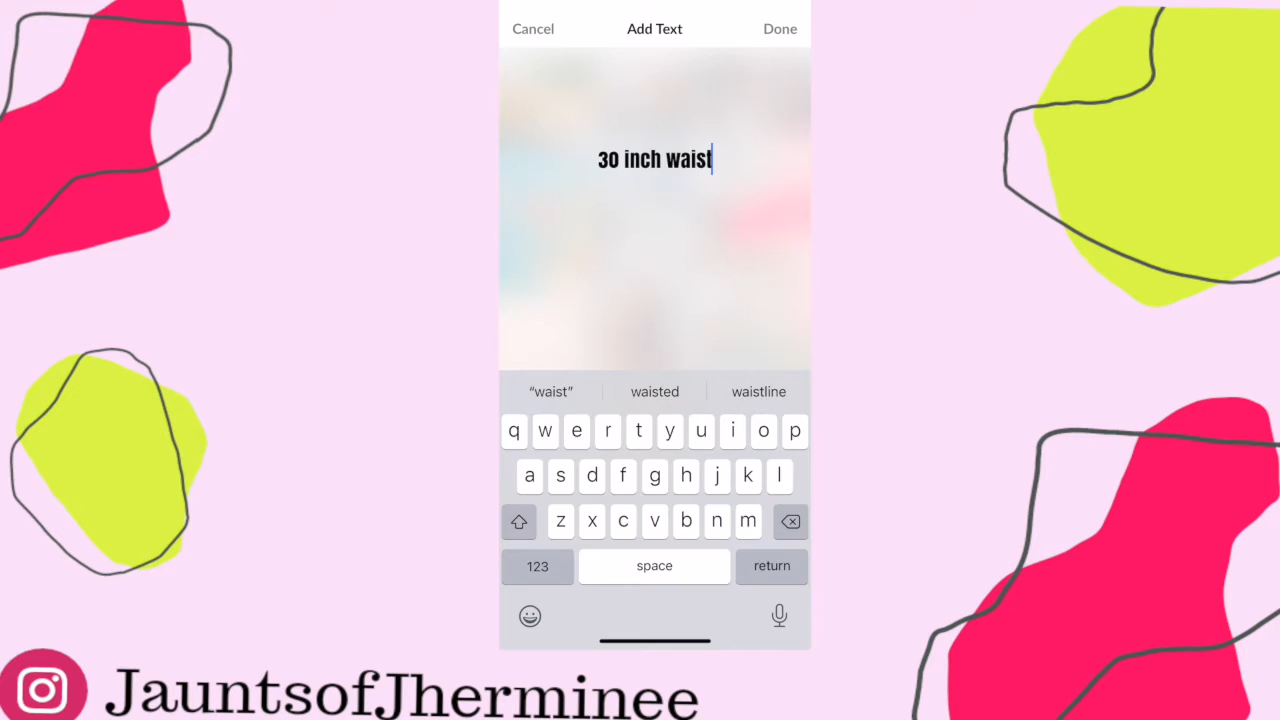 Cancel Add Text Done
30 inch waist
“waist” waisted waistline
q w e r t y u i o p
a s d f g h j k l
z x c v b n m
123 space return
JauntsofJherminee